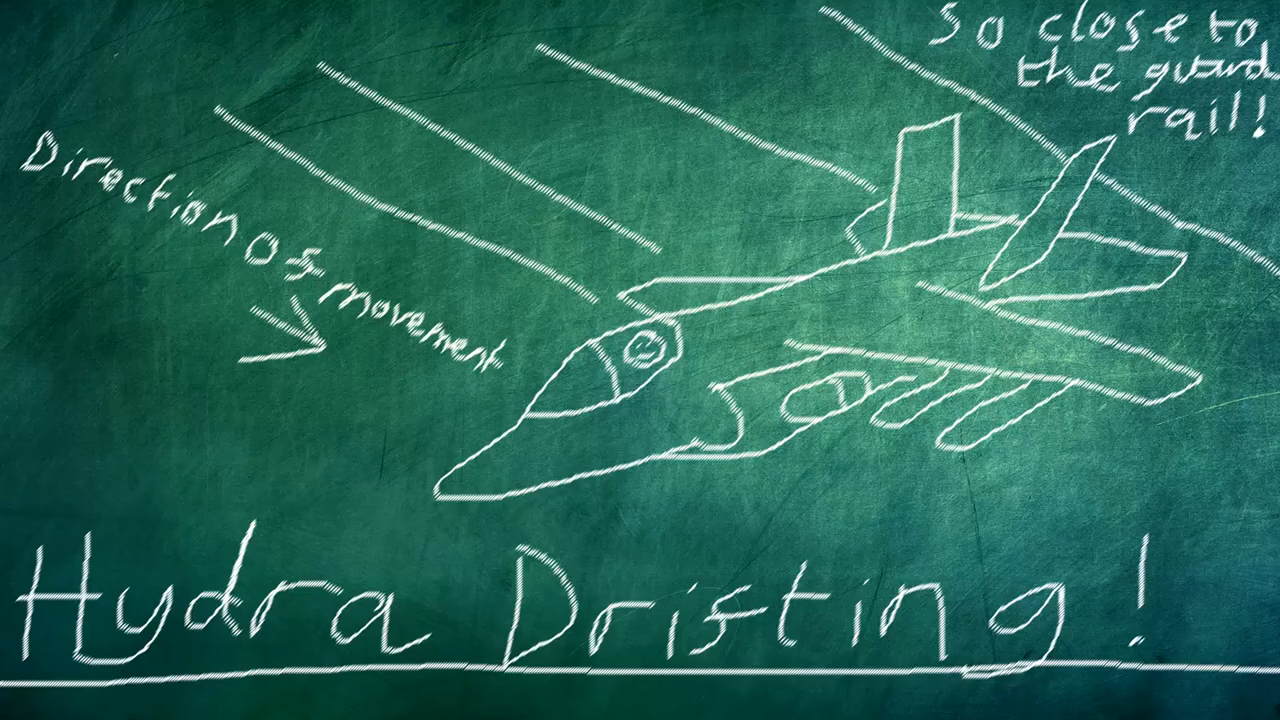 So close to
the guard
rail!
Direction of movement
Hydra Drifting!